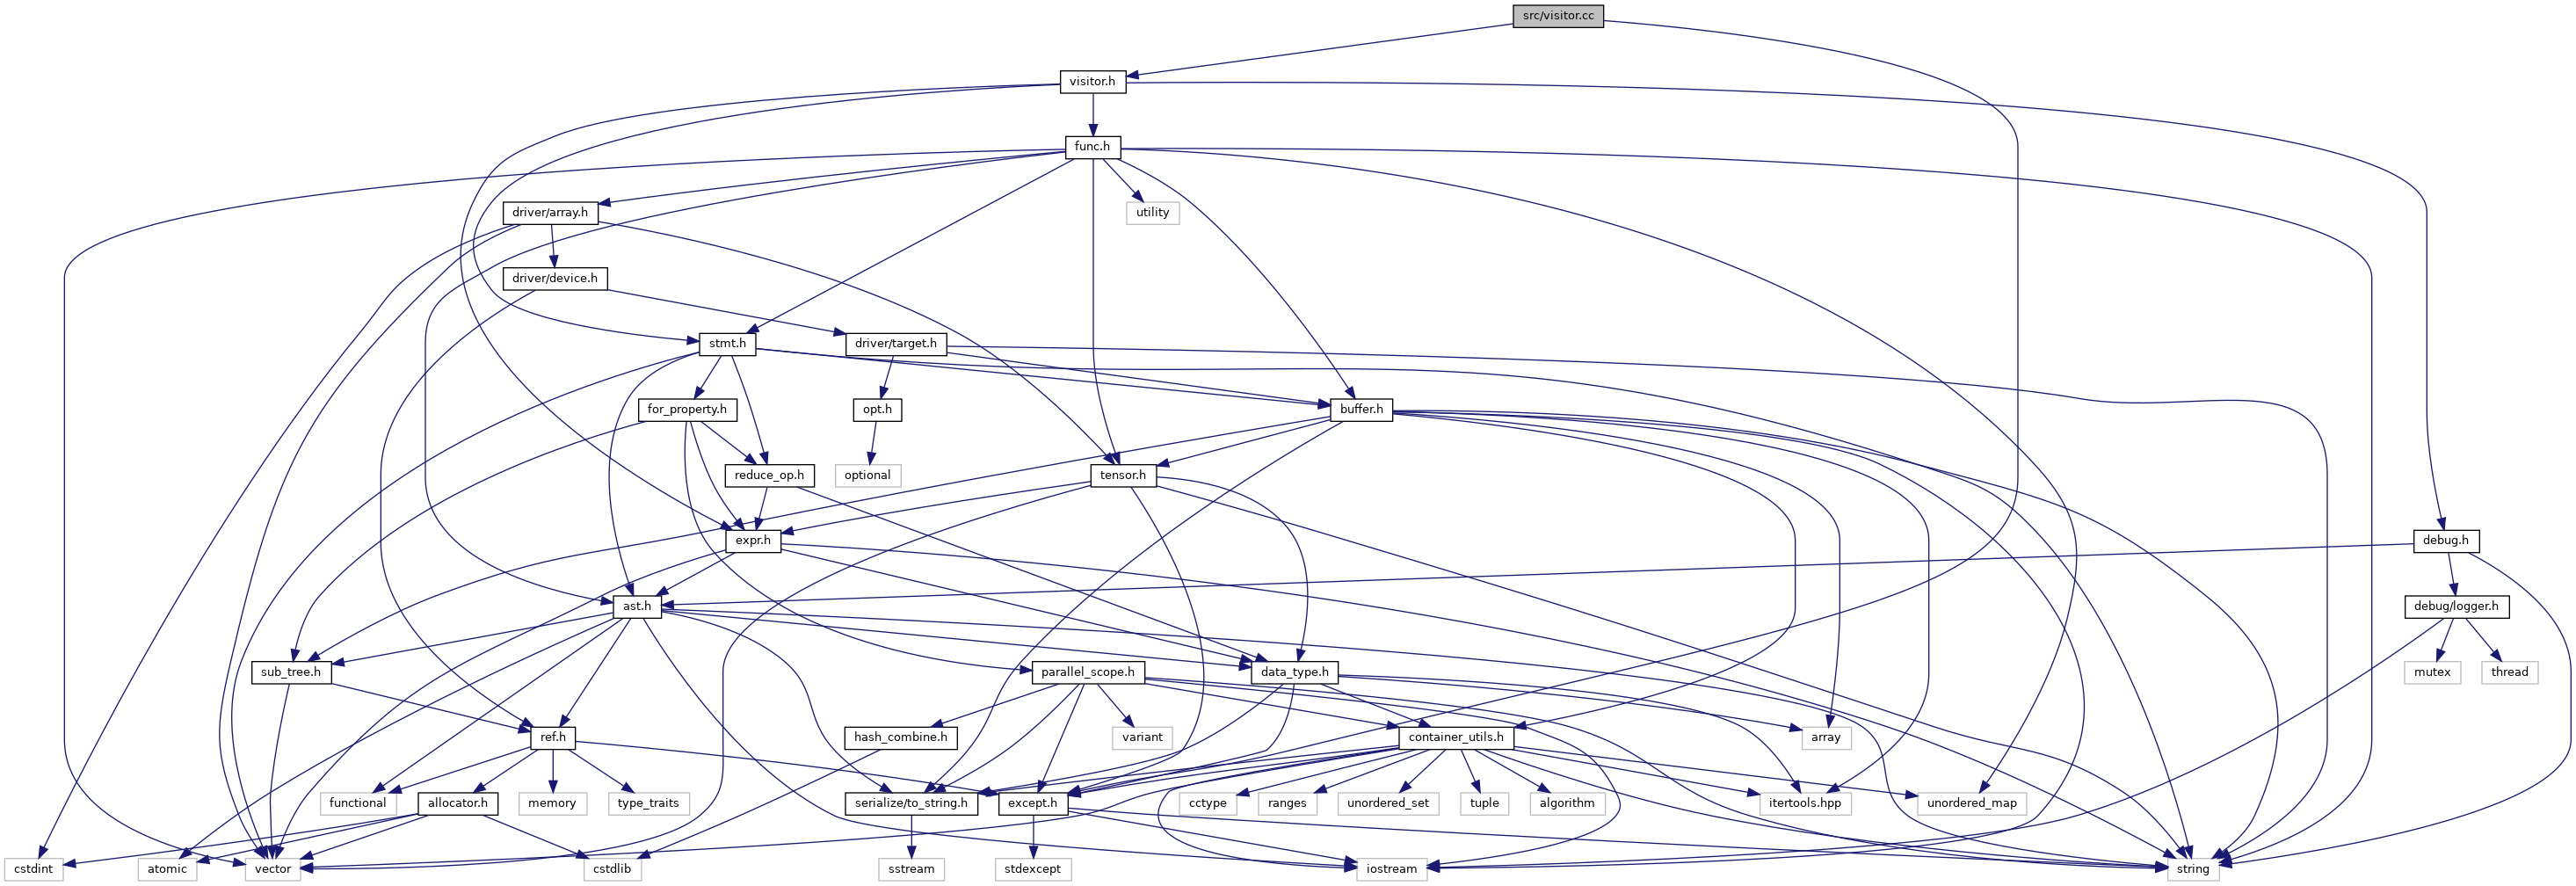 src/visitor.cc
visitor.h
func.h
driver/array.h
utility
driver/device.h
stmt.h
driver/target.h
for_property.h
opt.h
buffer.h
reduce_op.h
optional
tensor.h
expr.h
debug.h
ast.h
debug/logger.h
sub_tree.h
parallel_scope.h
data_type.h
mutex
thread
ref.h
hash_combine.h
variant
container_utils.h
array
functional
allocator.h
memory
type_traits
serialize/to_string.h
except.h
cctype
ranges
unordered_set
tuple
algorithm
itertools.hpp
unordered_map
cstdint
atomic
vector
cstdlib
sstream
stdexcept
iostream
string